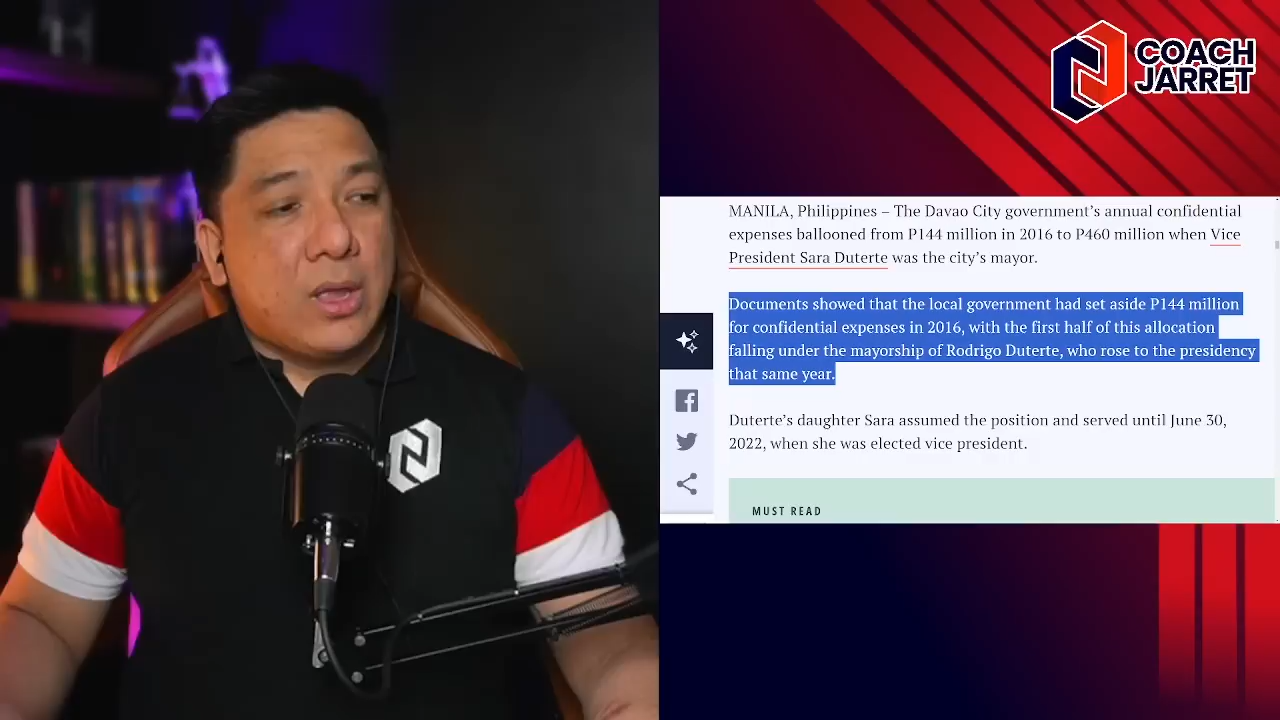 COACH
JARRET
MANILA, Philippines – The Davao City government's annual confidential
expenses ballooned from P144 million in 2016 to P460 million when Vice
President Sara Duterte was the city's mayor.
Documents showed that the local government had set aside P144 million
for confidential expenses in 2016, with the first half of this allocation
falling under the mayorship of Rodrigo Duterte, who rose to the presidency
that same year.
Duterte's daughter Sara assumed the position and served until June 30,
2022, when she was elected vice president.
MUST READ